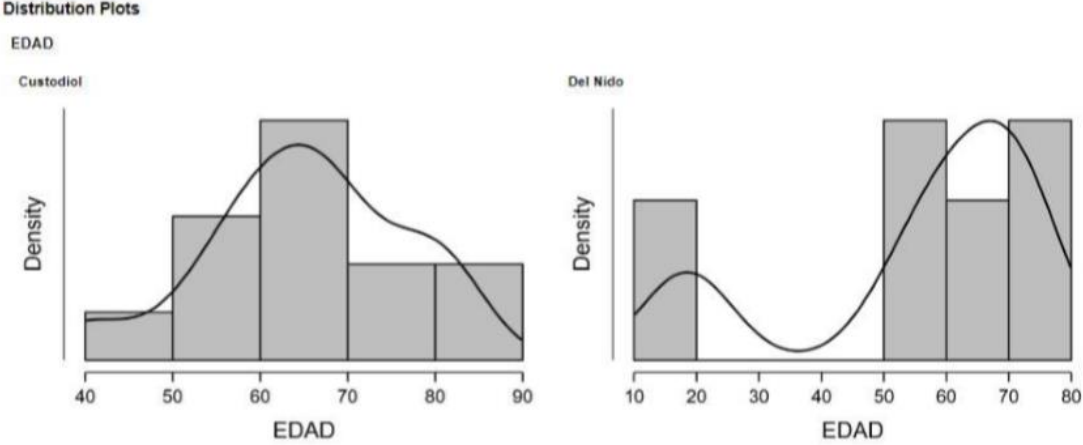 Distribution Plots
EDAD
Custodiol
Density
40 50 60 70 80 90
EDAD
Del Nido
Density
10 20 30 40 50 60 70 80
EDAD